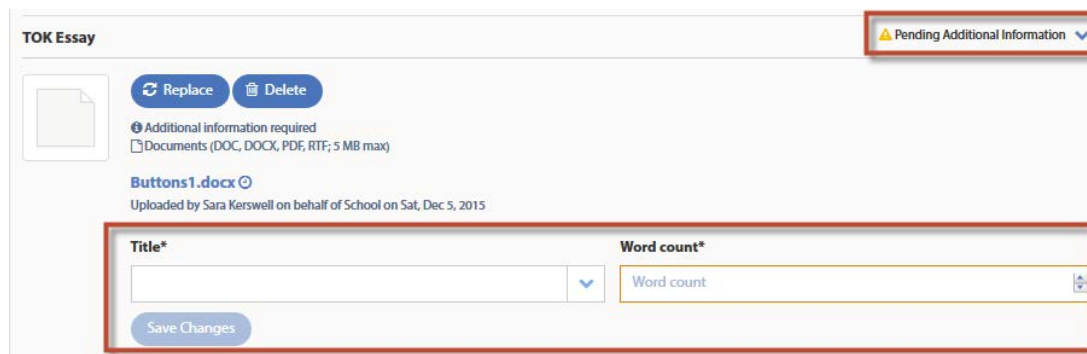 TOK Essay
Pending Additional Information
Replace
Delete
Additional information required
Documents (DOC, DOCX, PDF, RTF; 5 MB max)
Buttons1.docx
Uploaded by Sara Kerswell on behalf of School on Sat, Dec 5, 2015
Title*
Word count*
Word count
Save Changes